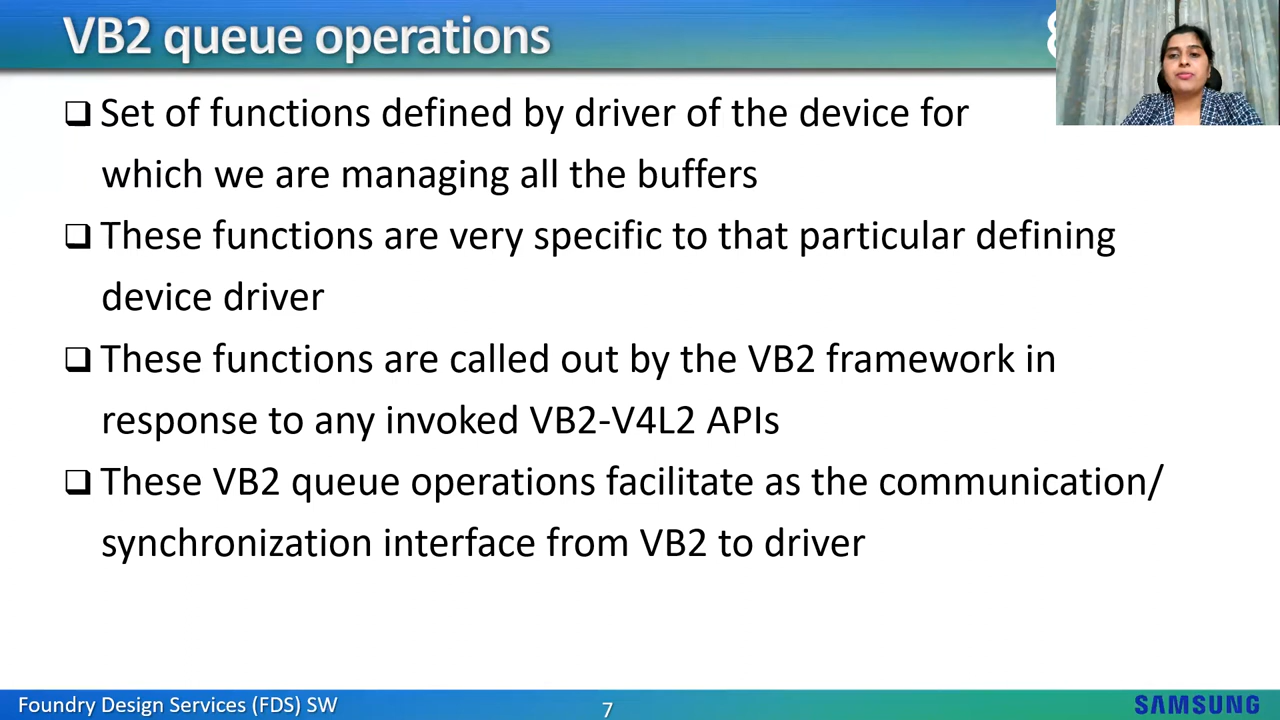 VB2 queue operations
Set of functions defined by driver of the device for
which we are managing all the buffers
These functions are very specific to that particular defining
device driver
These functions are called out by the VB2 framework in
response to any invoked VB2-V4L2 APIs
These VB2 queue operations facilitate as the communication/
synchronization interface from VB2 to driver
Foundry Design Services (FDS) SW
7
SAMSUNG